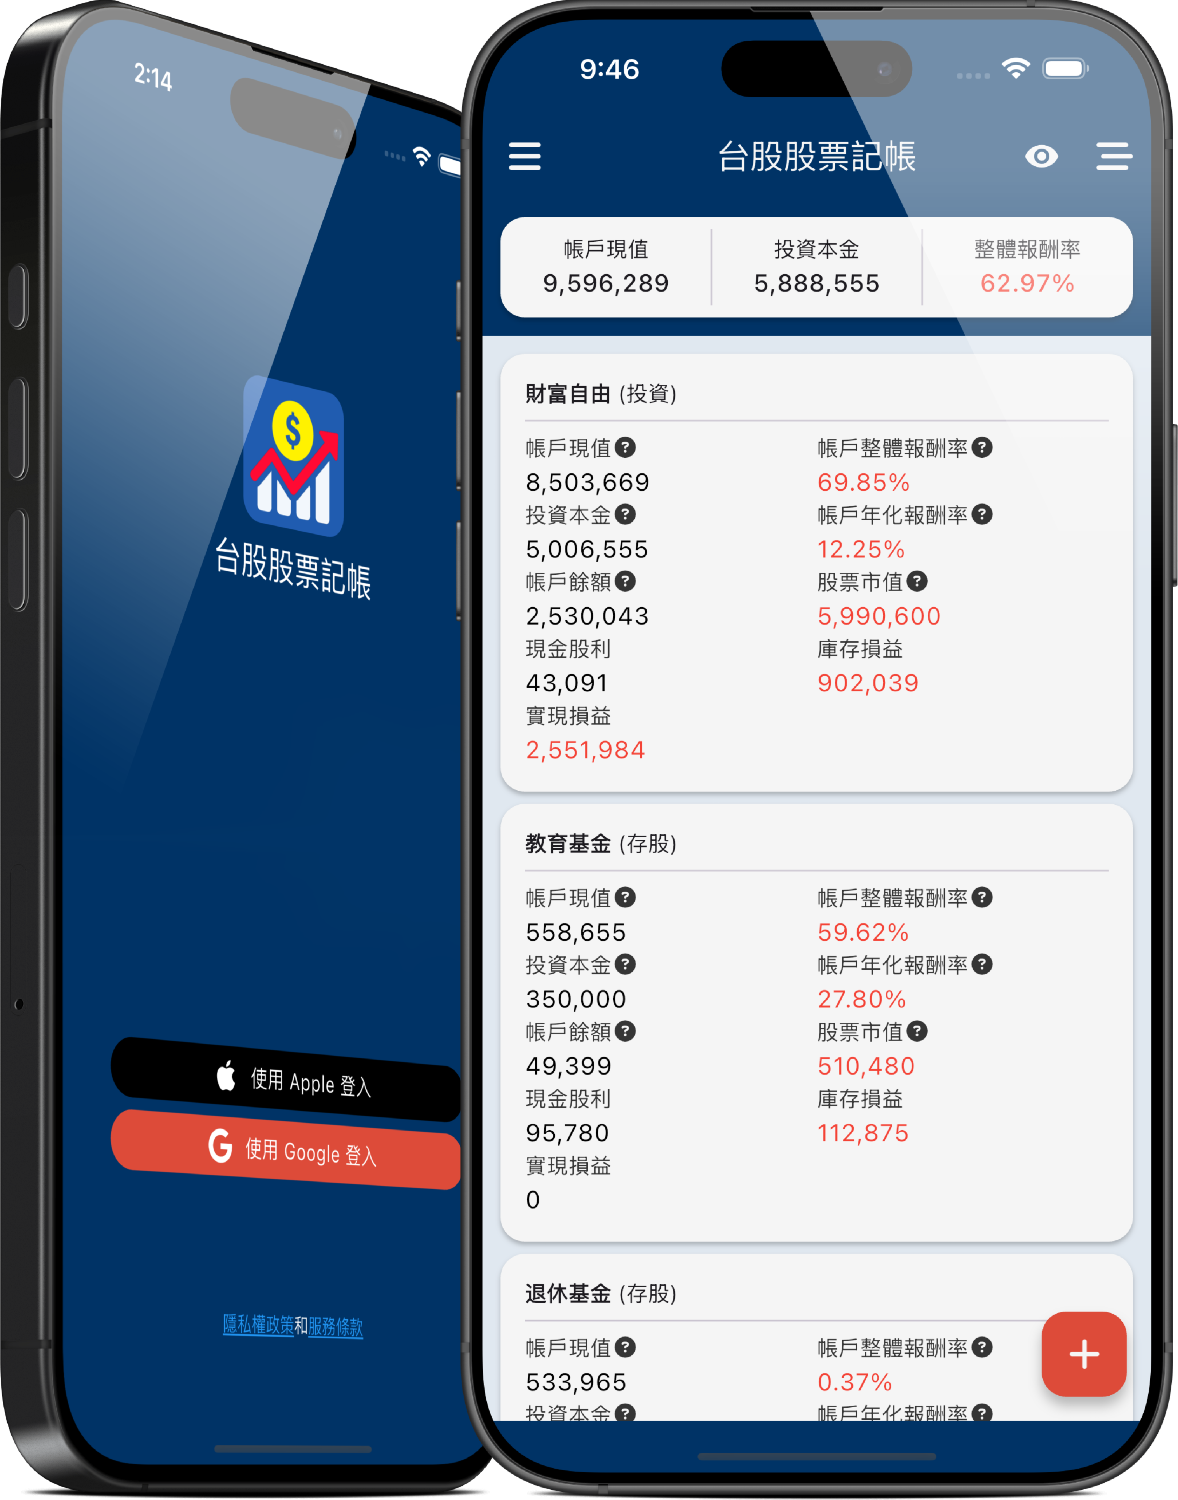 2:14
台股股票記帳
使用 Apple 登入
使用 Google 登入
隱私權政策和服務條款
9:46
台股股票記帳
帳戶現值 投資本金 整體報酬率
9,596,289 5,888,555 62.97%
財富自由 (投資)
帳戶現值? 帳戶整體報酬率?
8,503,669 69.85%
投資本金? 帳戶年化報酬率?
5,006,555 12.25%
帳戶餘額? 股票市值?
2,530,043 5,990,600
現金股利 庫存損益
43,091 902,039
實現損益
2,551,984
教育基金 (存股)
帳戶現值? 帳戶整體報酬率?
558,655 59.62%
投資本金? 帳戶年化報酬率?
350,000 27.80%
帳戶餘額? 股票市值?
49,399 510,480
現金股利 庫存損益
95,780 112,875
實現損益
0
退休基金 (存股)
帳戶現值? 帳戶整體報酬率?
533,965 0.37%
投資本金? 帳戶年化報酬率?